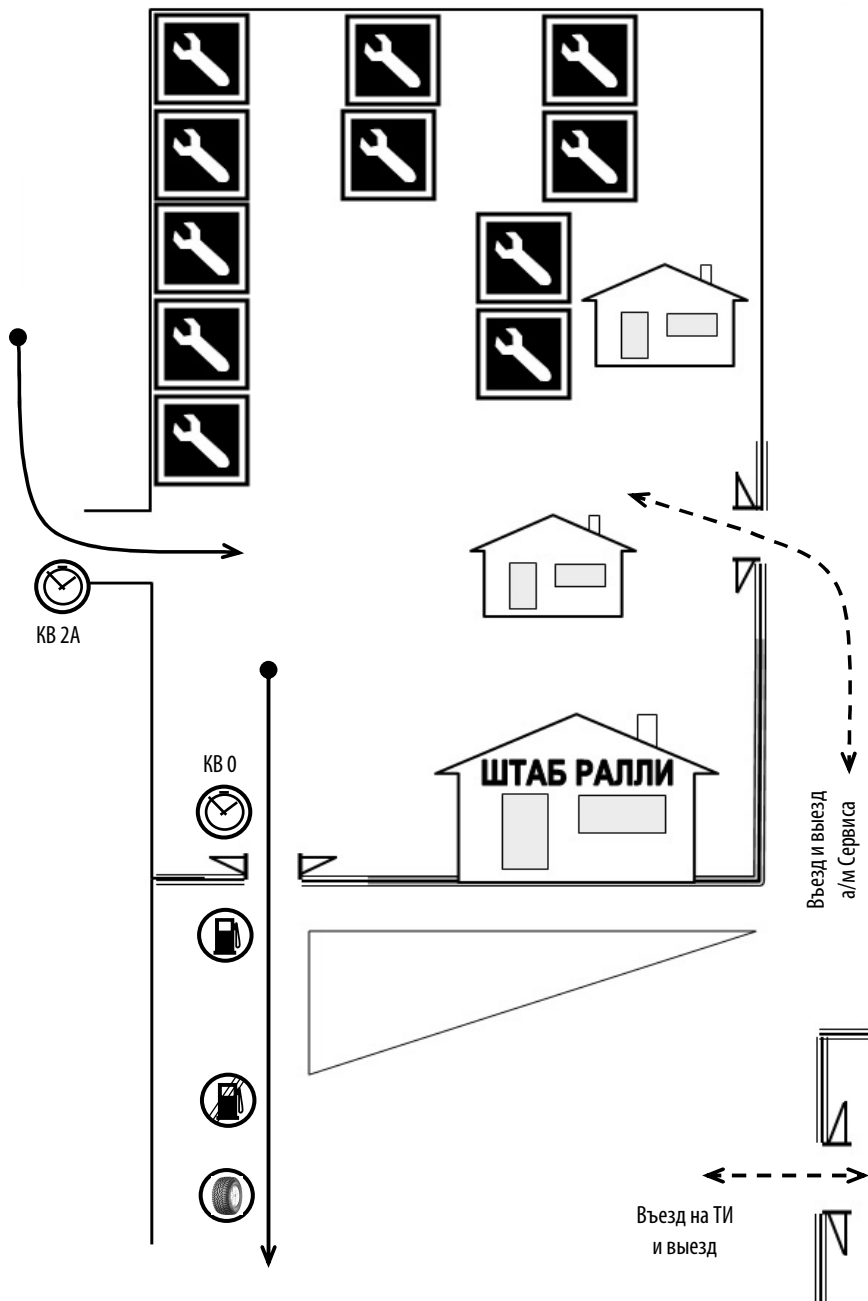 КВ 2А
КВ 0
ШТАБ РАЛЛИ
Въезд и выезд
а/м Сервиса
Въезд на ТИ
и выезд